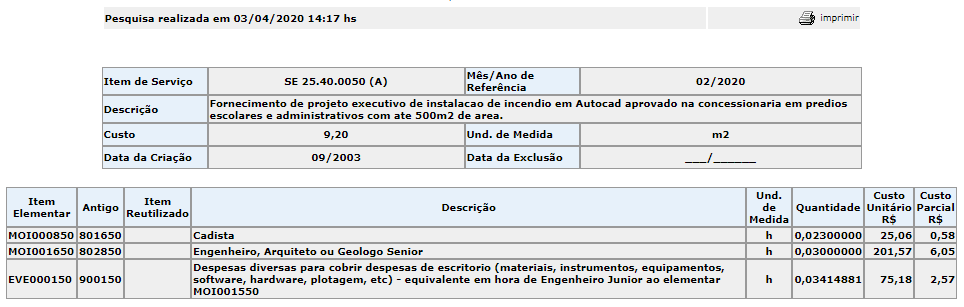 Pesquisa realizada em 03/04/2020 14:17 hs
imprimir
Item de Serviço SE 25.40.0050 (A) Mês/Ano de Referência 02/2020
Descrição Fornecimento de projeto executivo de instalacao de incendio em Autocad aprovado na concessionaria em predios
escolares e administrativos com ate 500m2 de area.
Custo 9,20 Und. de Medida m2
Data da Criação 09/2003 Data da Exclusão ___/______
Item Elementar Antigo Item Reutilizado Descrição Und. de Medida Quantidade Custo Unitário R$ Custo Parcial R$
MOI000850 801650 Cadista h 0,02300000 25,06 0,58
MOI001650 802850 Engenheiro, Arquiteto ou Geologo Senior h 0,03000000 201,57 6,05
EVE000150 900150 Despesas diversas para cobrir despesas de escritorio (materiais, instrumentos, equipamentos,
software, hardware, plotagem, etc) - equivalente em hora de Engenheiro Junior ao elementar
MOI001550 h 0,03414881 75,18 2,57